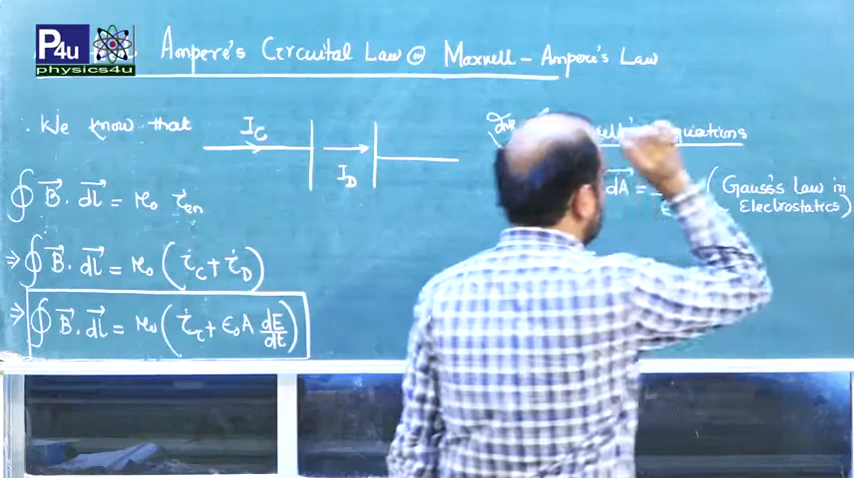 P4u
physics4u
Ampere's Circuital Law @ Maxwell - Ampere's Law
∴ We know that
I_C
I_D
∮ B⃗ . dl⃗ = μ₀ i_en
⇒ ∮ B⃗ . dl⃗ = μ₀ (i_C + i_D)
⇒ ∮ B⃗ . dl⃗ = μ₀ (i_C + ε₀ A dE/dt)
equations
dA⃗ = (Gauss's Law in
Electrostatics)